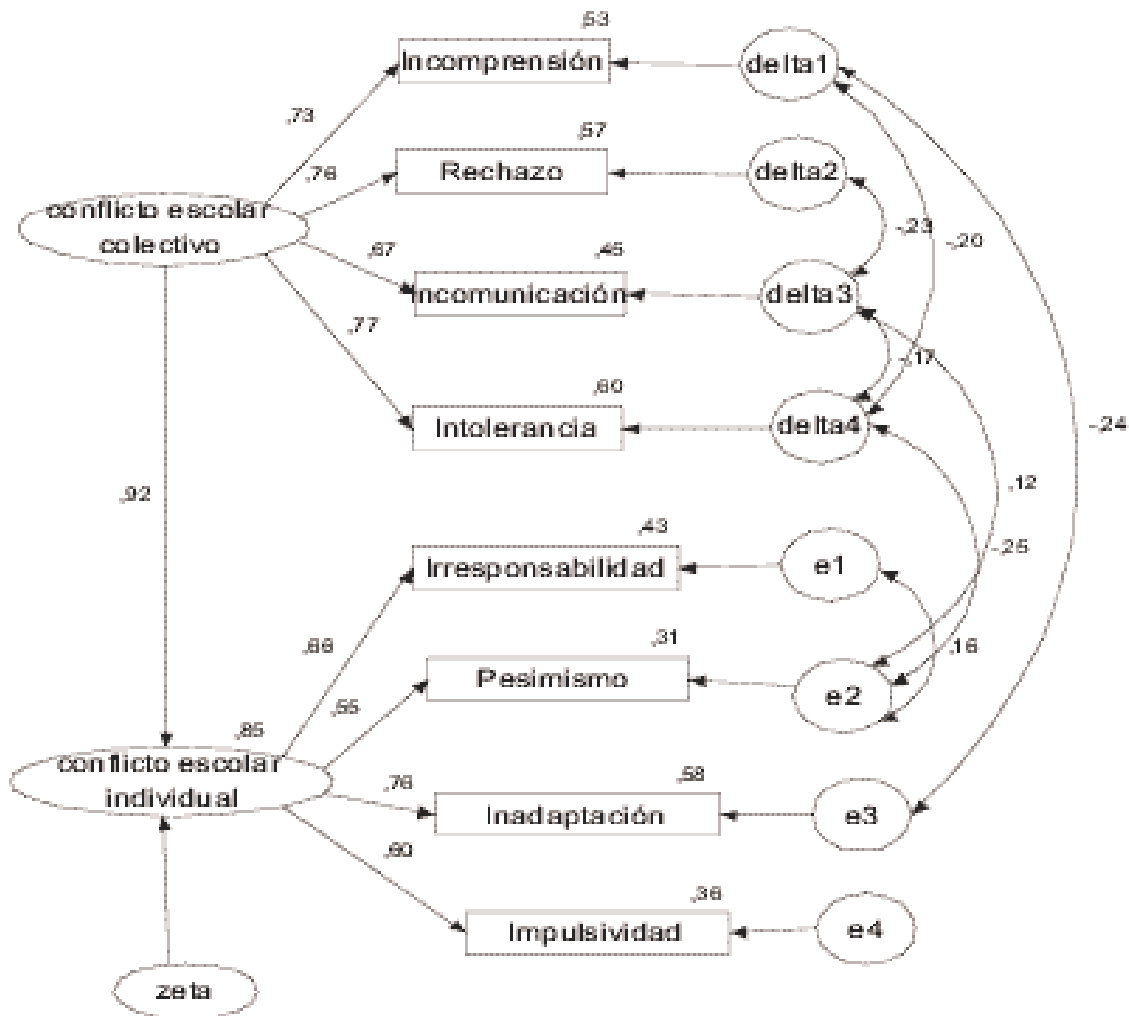 ,53
Incomprensión
delta1
,73
,57
Rechazo
delta2
,76
conflicto escolar
colectivo
-,23
-,20
,67
,45
ncomunicación
delta3
,77
-,17
,60
Intolerancia
delta4
-,24
,92
,12
,43
-,25
Irresponsabilidad
e1
,66
,31
,16
Pesimismo
e2
,55
,85
conflicto escolar
individual
,76
,58
Inadaptación
e3
,60
,36
Impulsividad
e4
zeta